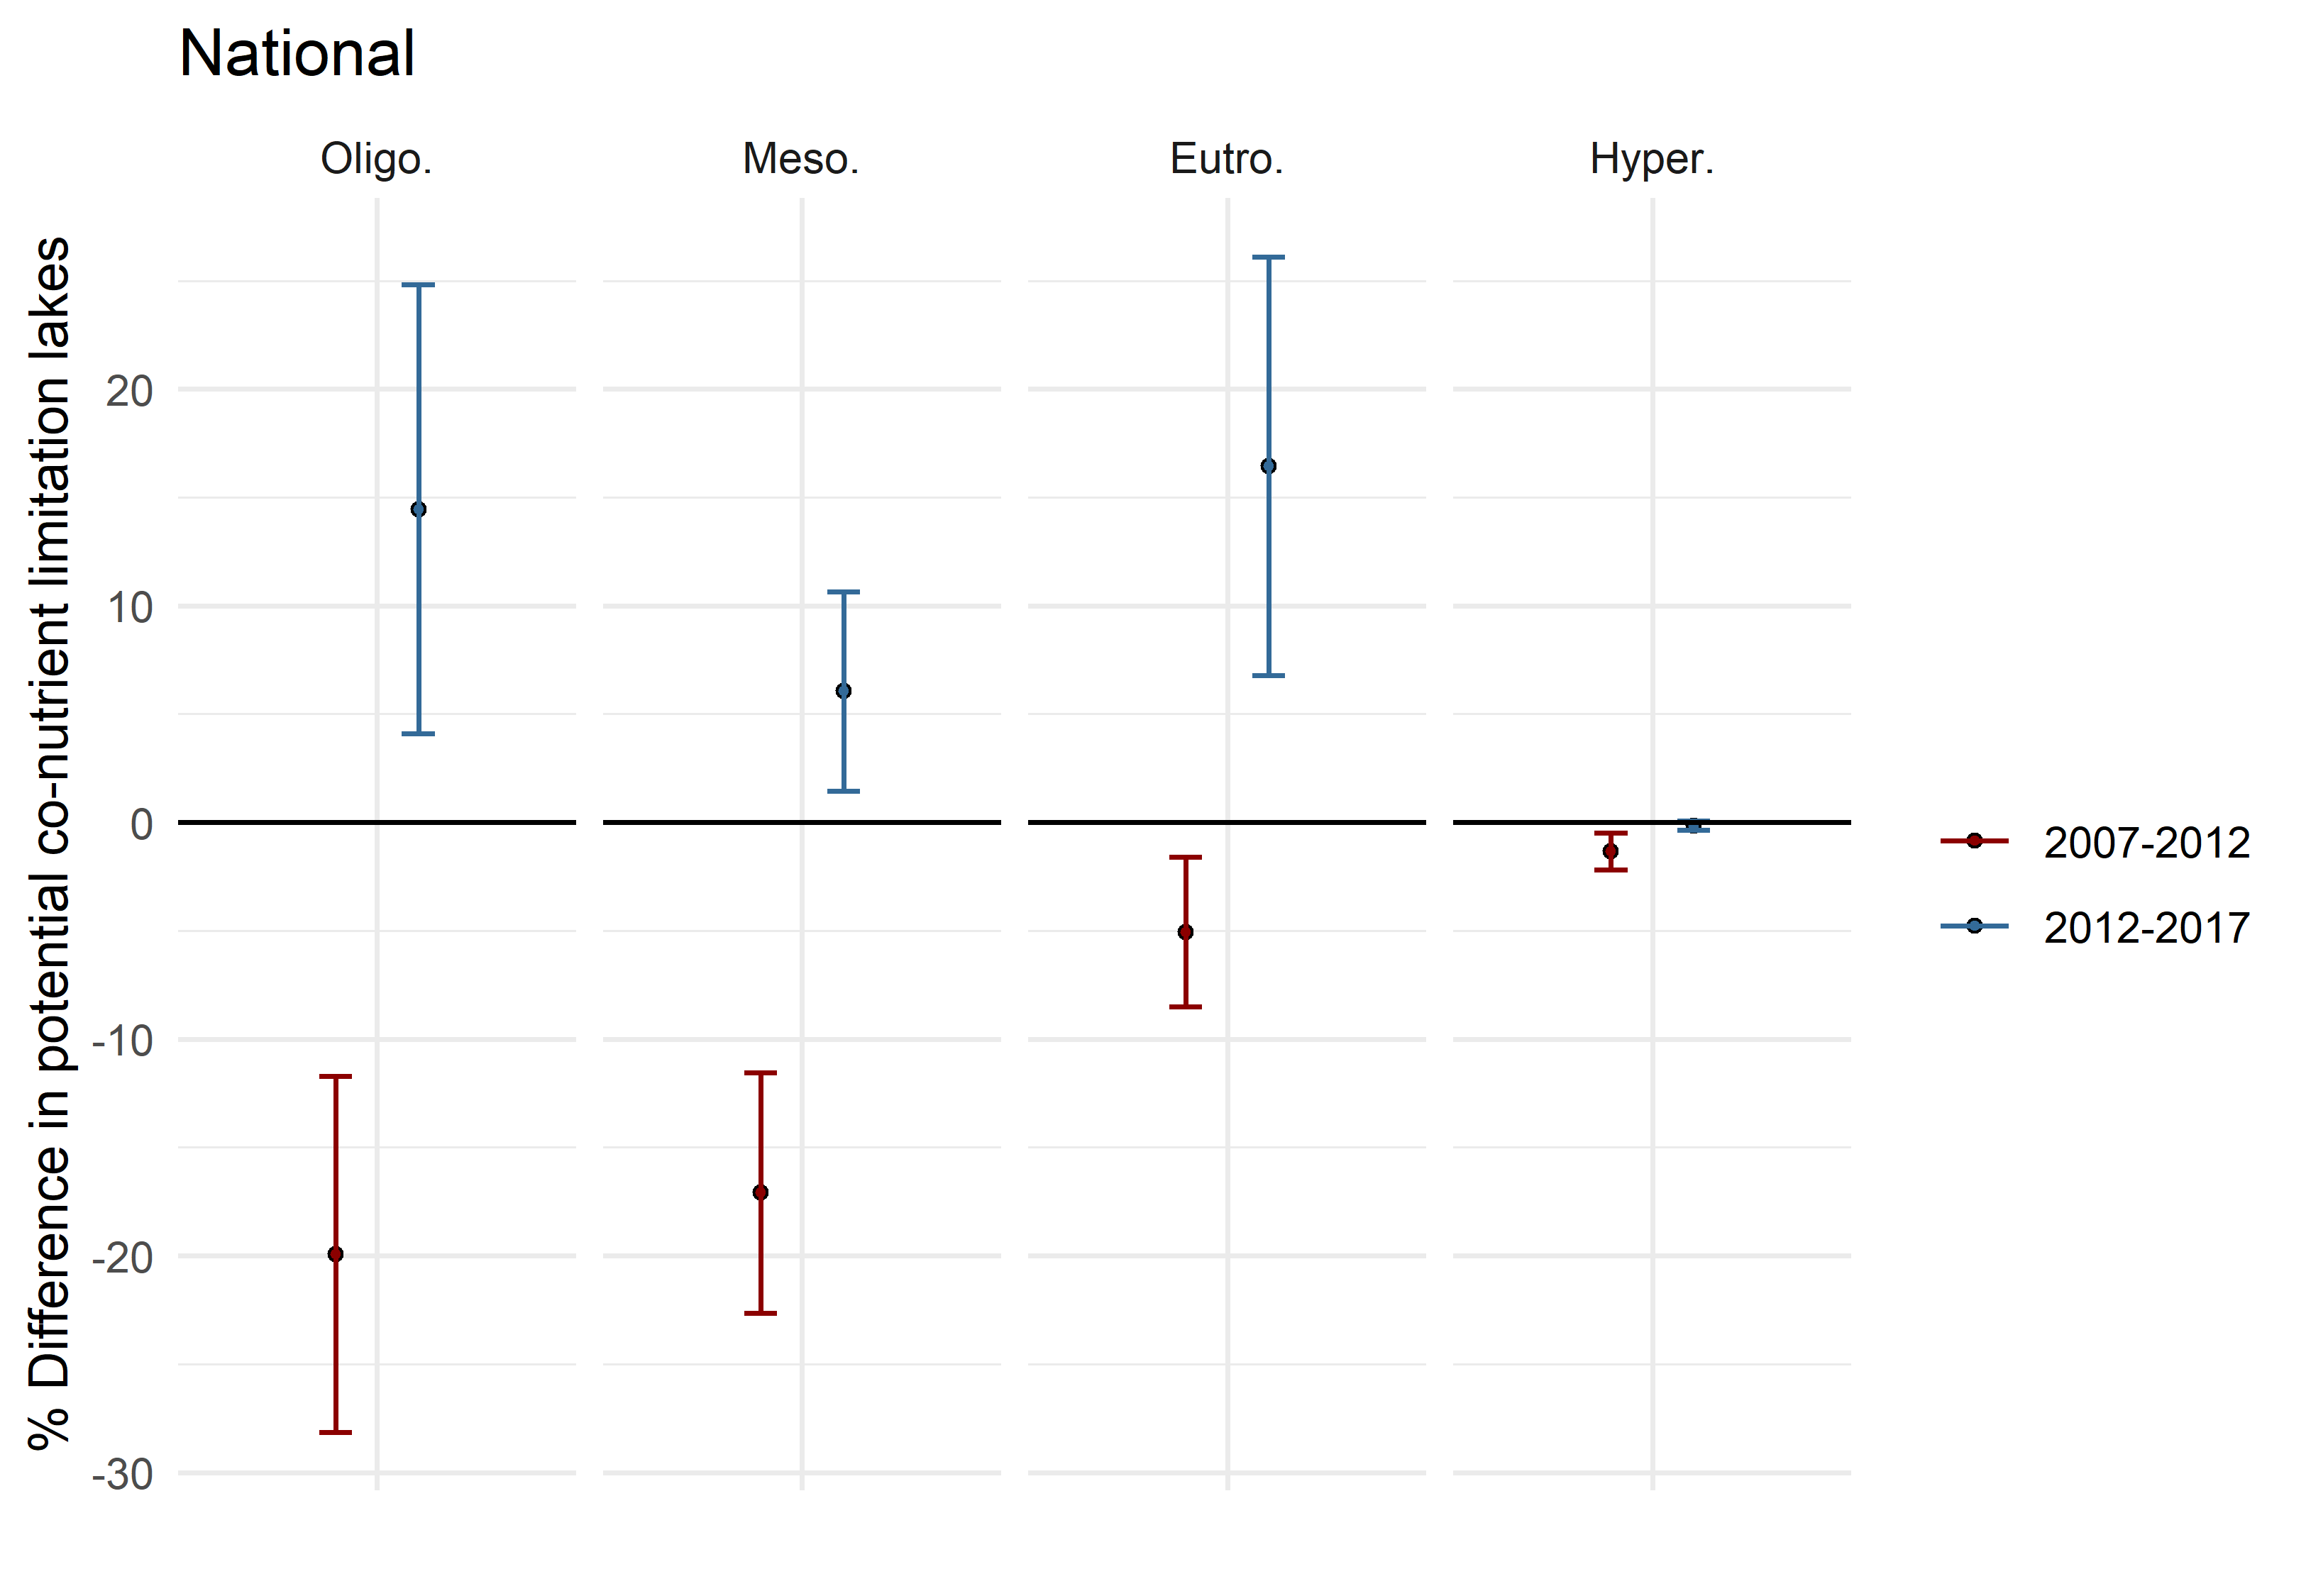 National
Oligo.
Meso.
Eutro.
Hyper.
% Difference in potential co-nutrient limitation lakes
20
10
0
-10
-20
-30
2007-2012
2012-2017